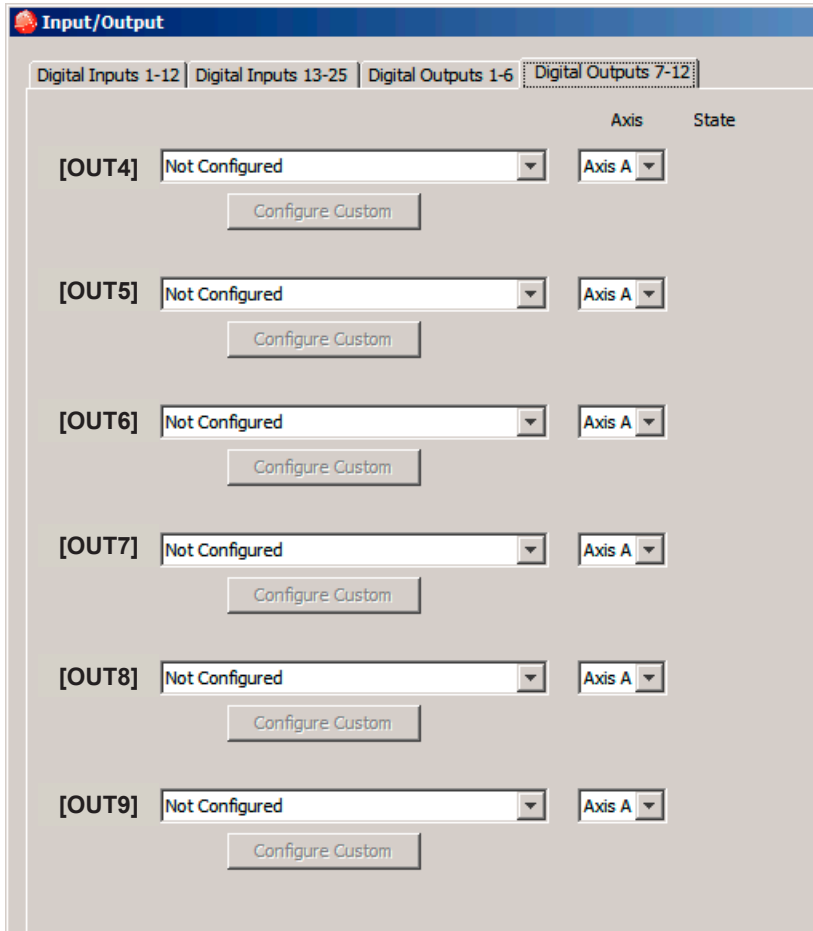 Input/Output
Digital Inputs 1-12 Digital Inputs 13-25 Digital Outputs 1-6 Digital Outputs 7-12
Axis State
[OUT4] Not Configured Axis A
Configure Custom
[OUT5] Not Configured Axis A
Configure Custom
[OUT6] Not Configured Axis A
Configure Custom
[OUT7] Not Configured Axis A
Configure Custom
[OUT8] Not Configured Axis A
Configure Custom
[OUT9] Not Configured Axis A
Configure Custom